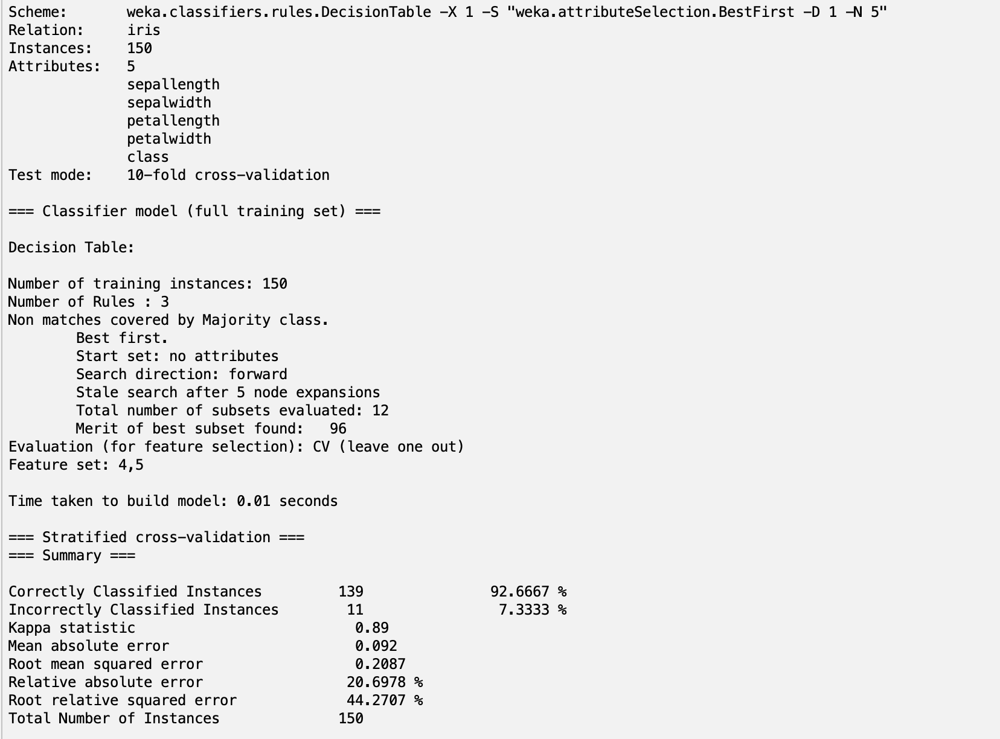 Scheme:       weka.classifiers.rules.DecisionTable -X 1 -S "weka.attributeSelection.BestFirst -D 1 -N 5"
Relation:     iris
Instances:    150
Attributes:   5
              sepallength
              sepalwidth
              petallength
              petalwidth
              class
Test mode:    10-fold cross-validation

=== Classifier model (full training set) ===

Decision Table:

Number of training instances: 150
Number of Rules : 3
Non matches covered by Majority class.
        Best first.
        Start set: no attributes
        Search direction: forward
        Stale search after 5 node expansions
        Total number of subsets evaluated: 12
        Merit of best subset found:   96
Evaluation (for feature selection): CV (leave one out)
Feature set: 4,5

Time taken to build model: 0.01 seconds

=== Stratified cross-validation ===
=== Summary ===

Correctly Classified Instances         139               92.6667 %
Incorrectly Classified Instances        11                7.3333 %
Kappa statistic                          0.89
Mean absolute error                      0.092
Root mean squared error                  0.2087
Relative absolute error                 20.6978 %
Root relative squared error             44.2707 %
Total Number of Instances              150